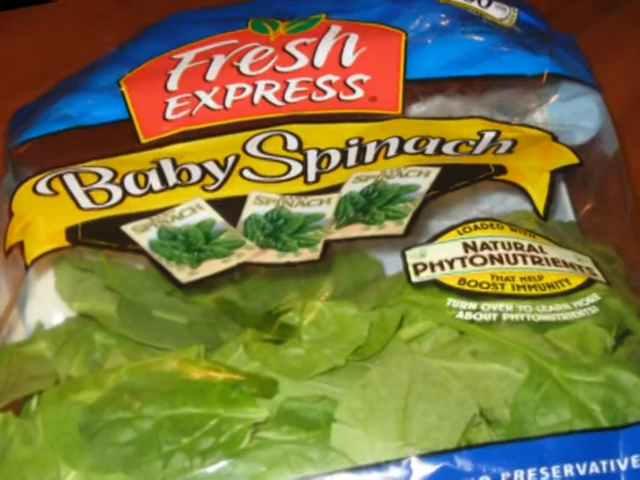 Fresh
EXPRESS
Baby Spinach
SPINACH
SPINACH
SPINACH
LOADED WITH
NATURAL
PHYTONUTRIENTS
THAT HELP
BOOST IMMUNITY
TURN OVER TO LEARN MORE
ABOUT PHYTONUTRIENTS!
PRESERVATIVE